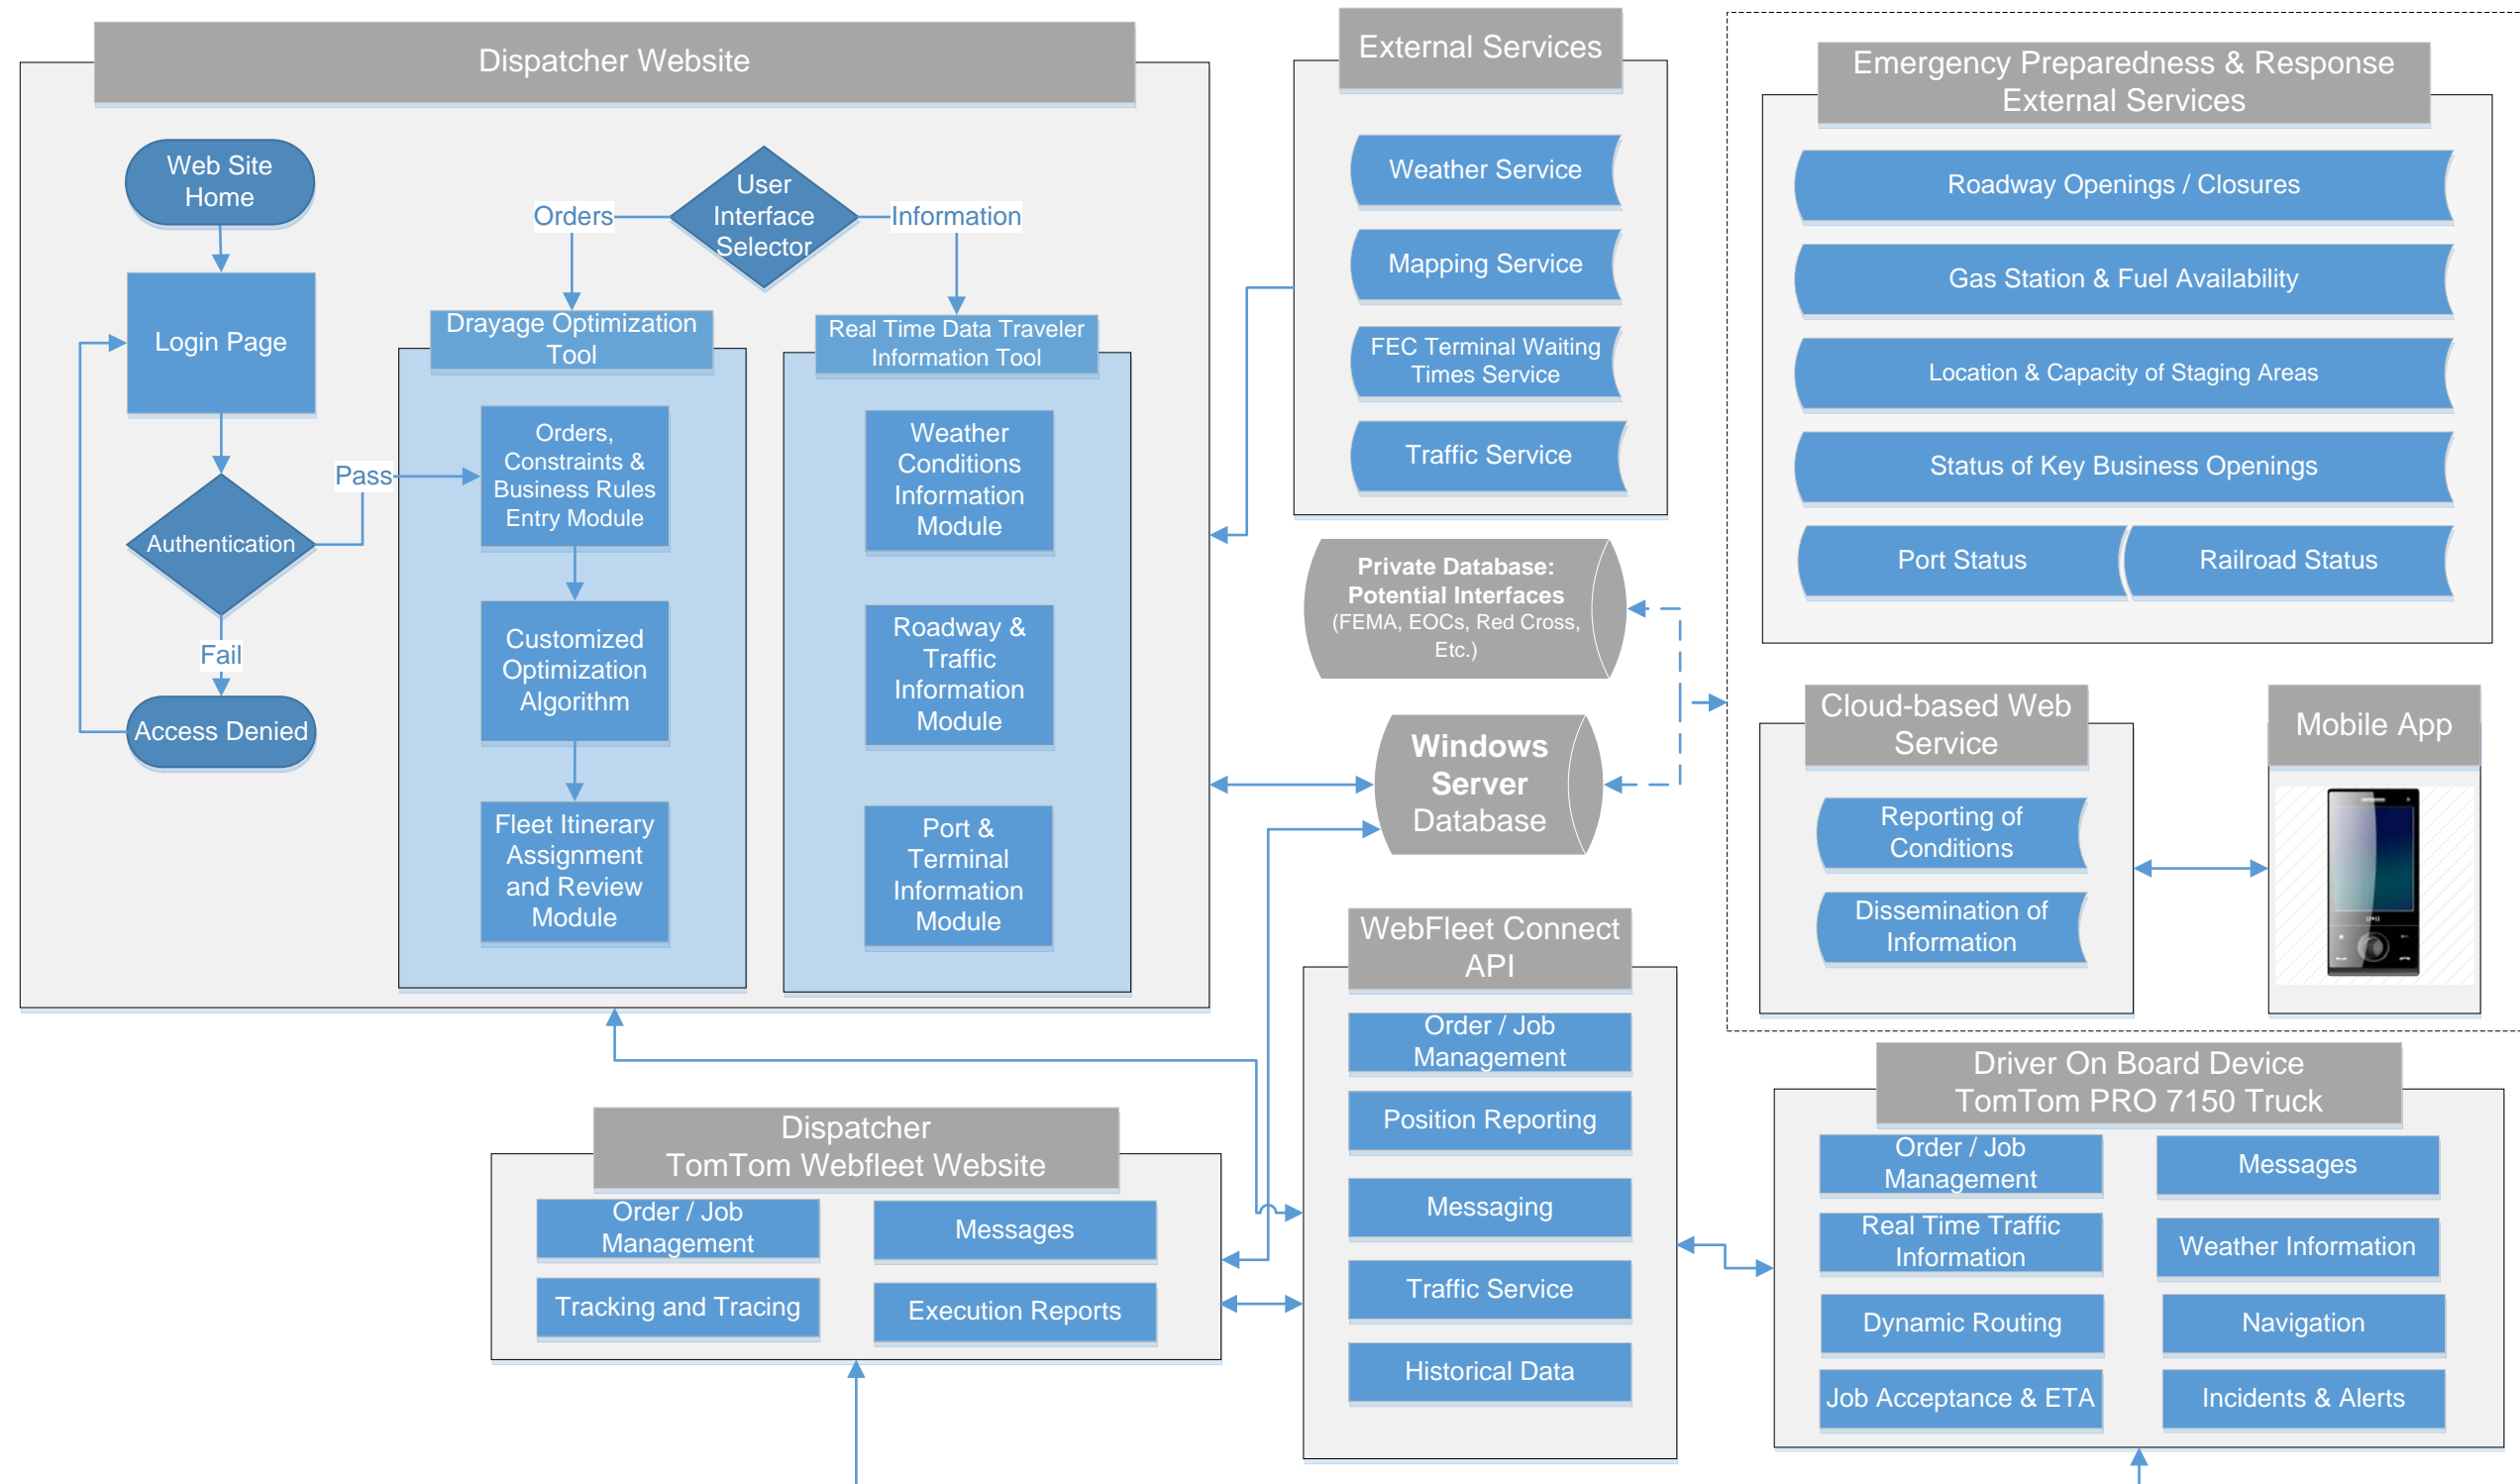 Dispatcher Website
Web Site
Home
Login Page
Authentication
Pass
Fail
Access Denied
User
Interface
Selector
Orders
Information
Drayage Optimization
Tool
Orders,
Constraints &
Business Rules
Entry Module
Customized
Optimization
Algorithm
Fleet Itinerary
Assignment
and Review
Module
Real Time Data Traveler
Information Tool
Weather
Conditions
Information
Module
Roadway &
Traffic
Information
Module
Port &
Terminal
Information
Module
External Services
Weather Service
Mapping Service
FEC Terminal Waiting
Times Service
Traffic Service
Private Database:
Potential Interfaces
(FEMA, EOCs, Red Cross,
Etc.)
Windows
Server
Database
Emergency Preparedness & Response
External Services
Roadway Openings / Closures
Gas Station & Fuel Availability
Location & Capacity of Staging Areas
Status of Key Business Openings
Port Status
Railroad Status
Cloud-based Web
Service
Reporting of
Conditions
Dissemination of
Information
Mobile App
WebFleet Connect
API
Order / Job
Management
Position Reporting
Messaging
Traffic Service
Historical Data
Dispatcher
TomTom Webfleet Website
Order / Job
Management
Messages
Tracking and Tracing
Execution Reports
Driver On Board Device
TomTom PRO 7150 Truck
Order / Job
Management
Messages
Real Time Traffic
Information
Weather Information
Dynamic Routing
Navigation
Job Acceptance & ETA
Incidents & Alerts